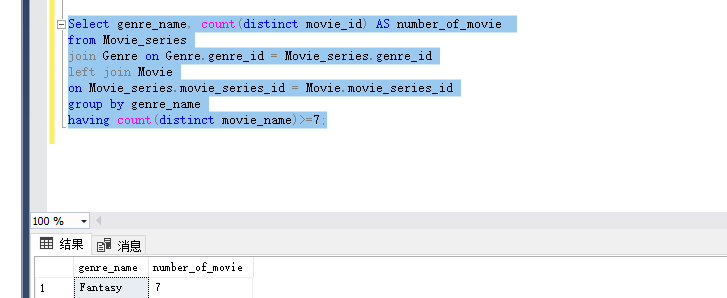 Select genre_name, count(distinct movie_id) AS number_of_movie
from Movie_series
join Genre on Genre.genre_id = Movie_series.genre_id
left join Movie
on Movie_series.movie_series_id = Movie.movie_series_id
group by genre_name
having count(distinct movie_name)>=7;
100 %
结果 消息
genre_name number_of_movie
1 Fantasy 7